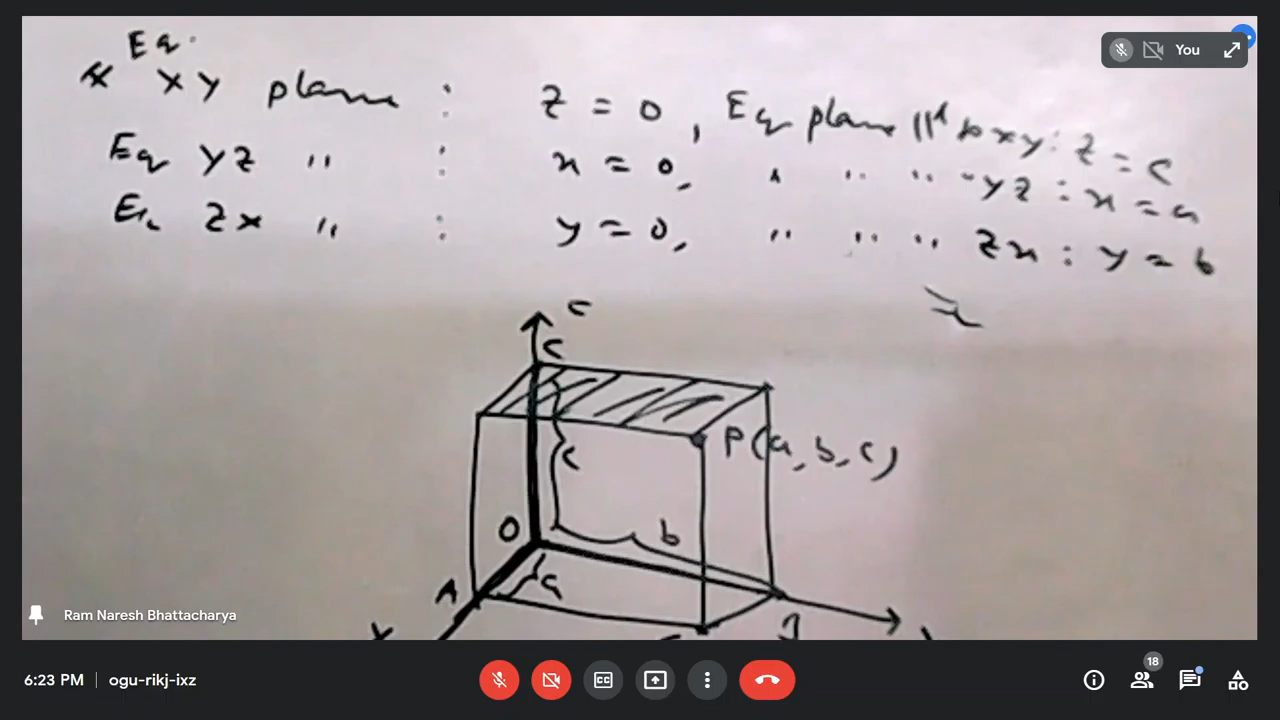 Eq.
XY plane : z = 0, Eq plane ||l to xy : z = c
Eq YZ " : x = 0, " " " " yz : x = a
Eq ZX " : y = 0, " " " zx : y = b
C
C
P(a, b, c)
c
O
b
A
a
X
You
Ram Naresh Bhattacharya
6:23 PM | ogu-rikj-ixz
18